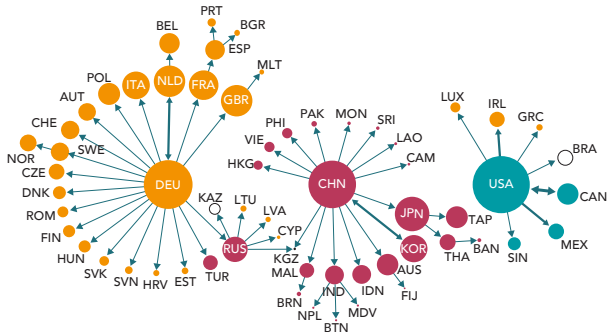 PRT
BGR
BEL
ESP
MLT
POL
ITA
NLD
FRA
GBR
AUT
CHE
NOR
SWE
CZE
DNK
ROM
FIN
HUN
SVK
SVN
HRV
EST
TUR
DEU
KAZ
LTU
LVA
CYP
RUS
KGZ
PAK
MON
PHI
SRI
VIE
LAO
HKG
CAM
CHN
JPN
TAP
KOR
THA
BAN
MAL
AUS
BRN
IND
IDN
FIJ
NPL
MDV
BTN
LUX
IRL
GRC
BRA
USA
CAN
MEX
SIN